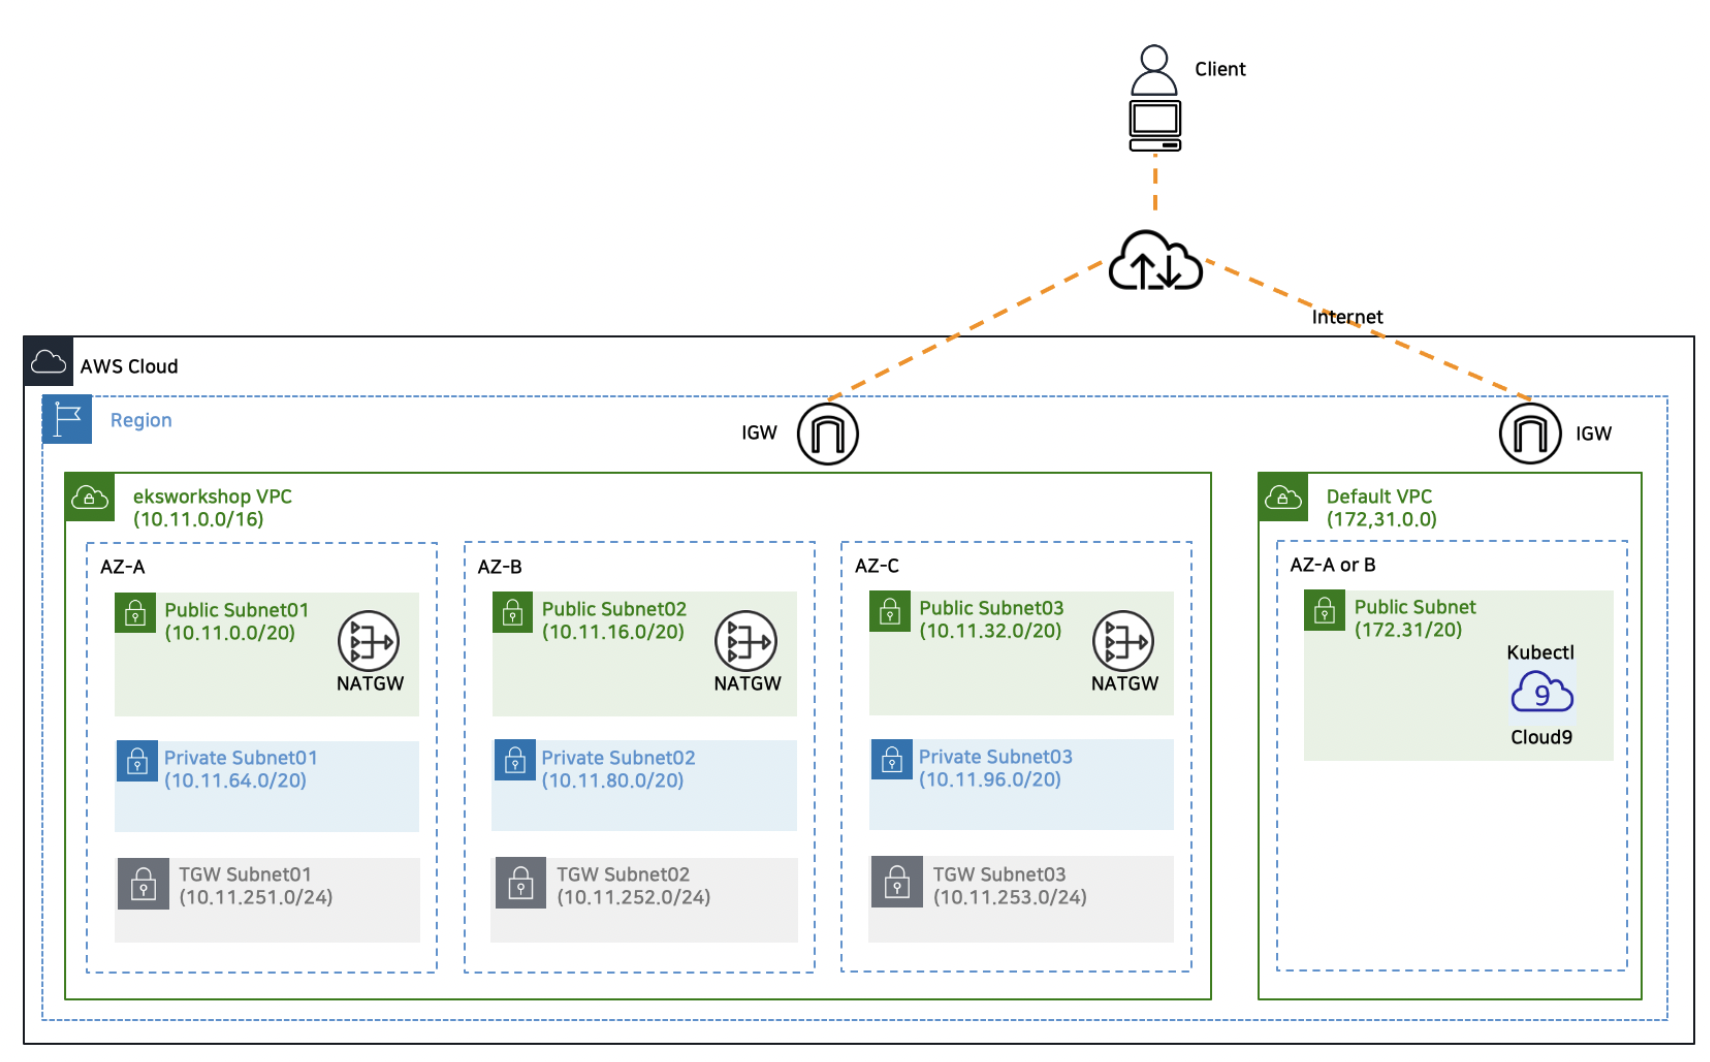 Client
Internet
AWS Cloud
Region
IGW
IGW
eksworkshop VPC
(10.11.0.0/16)
Default VPC
(172,31.0.0)
AZ-A
AZ-B
AZ-C
AZ-A or B
Public Subnet01
(10.11.0.0/20)
NATGW
Public Subnet02
(10.11.16.0/20)
NATGW
Public Subnet03
(10.11.32.0/20)
NATGW
Public Subnet
(172.31/20)
Kubectl
9
Cloud9
Private Subnet01
(10.11.64.0/20)
Private Subnet02
(10.11.80.0/20)
Private Subnet03
(10.11.96.0/20)
TGW Subnet01
(10.11.251.0/24)
TGW Subnet02
(10.11.252.0/24)
TGW Subnet03
(10.11.253.0/24)